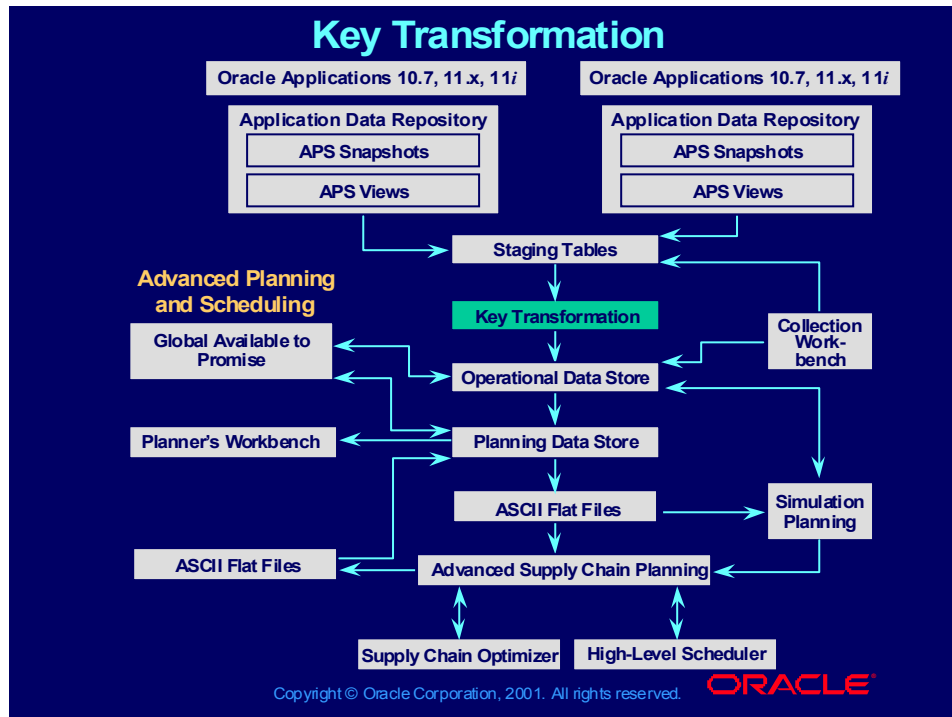 Key Transformation
Oracle Applications 10.7, 11.x, 11i
Oracle Applications 10.7, 11.x, 11i
Application Data Repository
APS Snapshots
APS Views
Application Data Repository
APS Snapshots
APS Views
Staging Tables
Advanced Planning
and Scheduling
Key Transformation
Collection
Work-
bench
Global Available to
Promise
Operational Data Store
Planner's Workbench
Planning Data Store
ASCII Flat Files
Simulation
Planning
ASCII Flat Files
Advanced Supply Chain Planning
Supply Chain Optimizer
High-Level Scheduler
Copyright © Oracle Corporation, 2001. All rights reserved.
ORACLE®